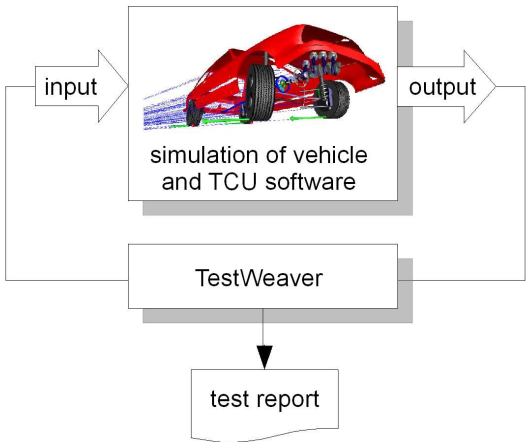 input
output
simulation of vehicle
and TCU software
TestWeaver
test report